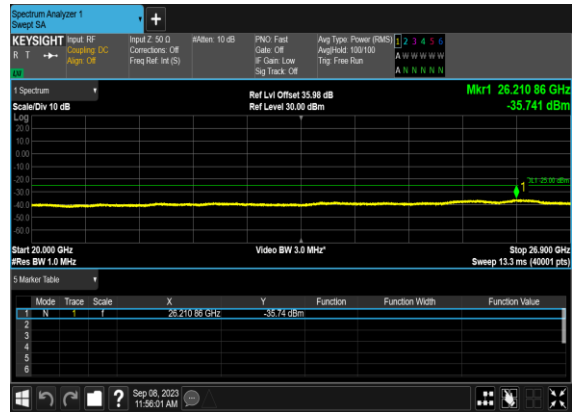 Spectrum Analyzer 1
Swept SA
+
KEYSIGHT
R T
Input: RF
Coupling: DC
Align: Off
Input Z: 50 Ω
Corrections: Off
Freq Ref: Int (S)
#Atten: 10 dB
PNO: Fast
Gate: Off
IF Gain: Low
Sig Track: Off
Avg Type: Power (RMS)
Avg|Hold: 100/100
Trig: Free Run
1 2 3 4 5 6
A W W W W W
A N N N N N
1 Spectrum
Scale/Div 10 dB
Ref Lvl Offset 35.98 dB
Ref Level 30.00 dBm
Mkr1 26.210 86 GHz
-35.741 dBm
Log
20.0
10.0
0.00
-10.0
-20.0
-30.0
-40.0
-50.0
-60.0
1
DL1 -25.00 dBm
Start 20.000 GHz
#Res BW 1.0 MHz
Video BW 3.0 MHz*
Stop 26.900 GHz
Sweep 13.3 ms (40001 pts)
5 Marker Table
Mode Trace Scale X Y Function Function Width Function Value
1 N 1 f 26.210 86 GHz -35.74 dBm
2
3
4
5
6
?
Sep 08, 2023
11:56:01 AM